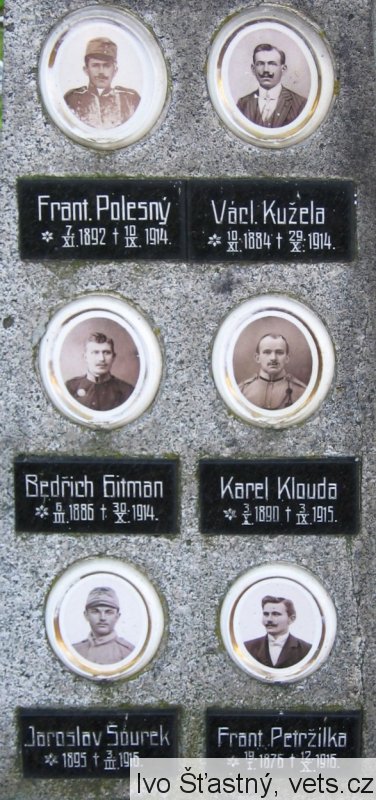 Frant. Polesný
* 7/XI. 1892 † 10/IX. 1914.
Václ. Kužela
* 10/XI. 1884 † 29/X. 1914.
Bedřich Gitman
* 6/III. 1886 † 30/X. 1914.
Karel Klouda
* 3/X. 1890 † 3/IX. 1915.
Jaroslav Šourek
* 1895 † 3/III. 1916.
Frant. Petržilka
* 10/I. 1876 † 17/X. 1916.
Ivo Šťastný, vets.cz